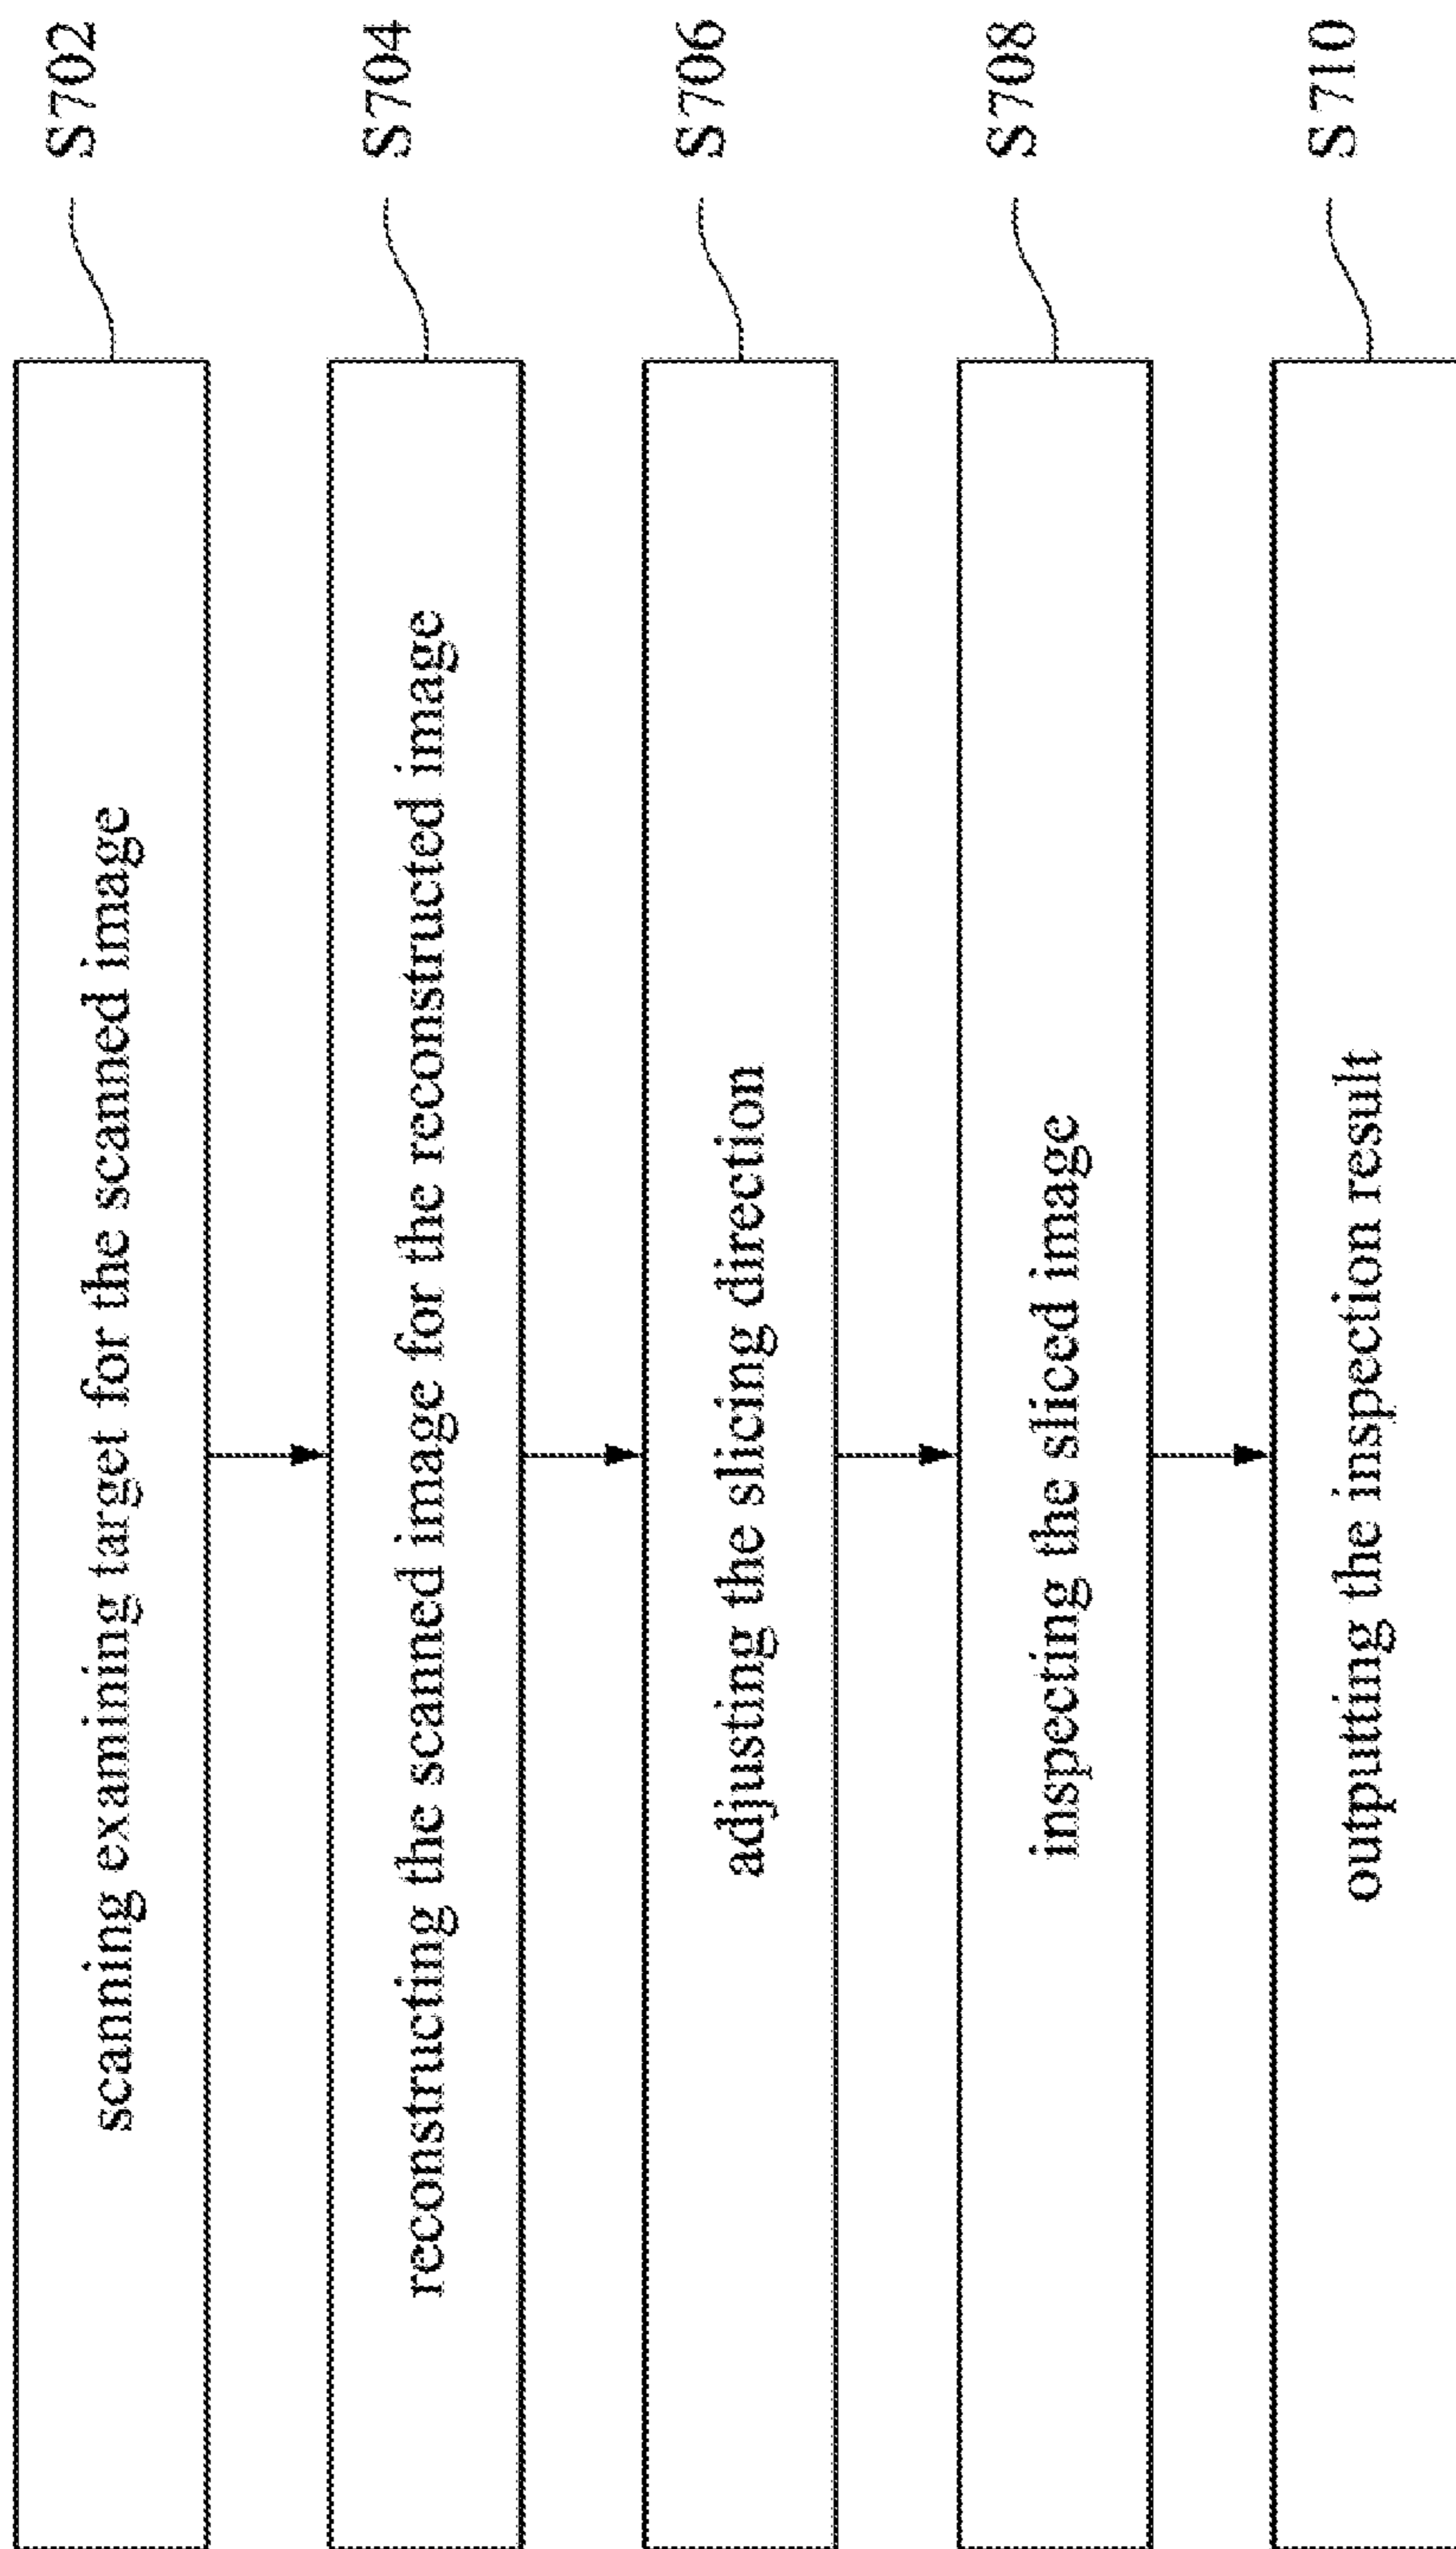 S702
scanning examining target for the scanned image
S704
reconstructing the scanned image for the reconstructed image
S706
adjusting the slicing direction
S708
inspecting the sliced image
S710
outputting the inspection result